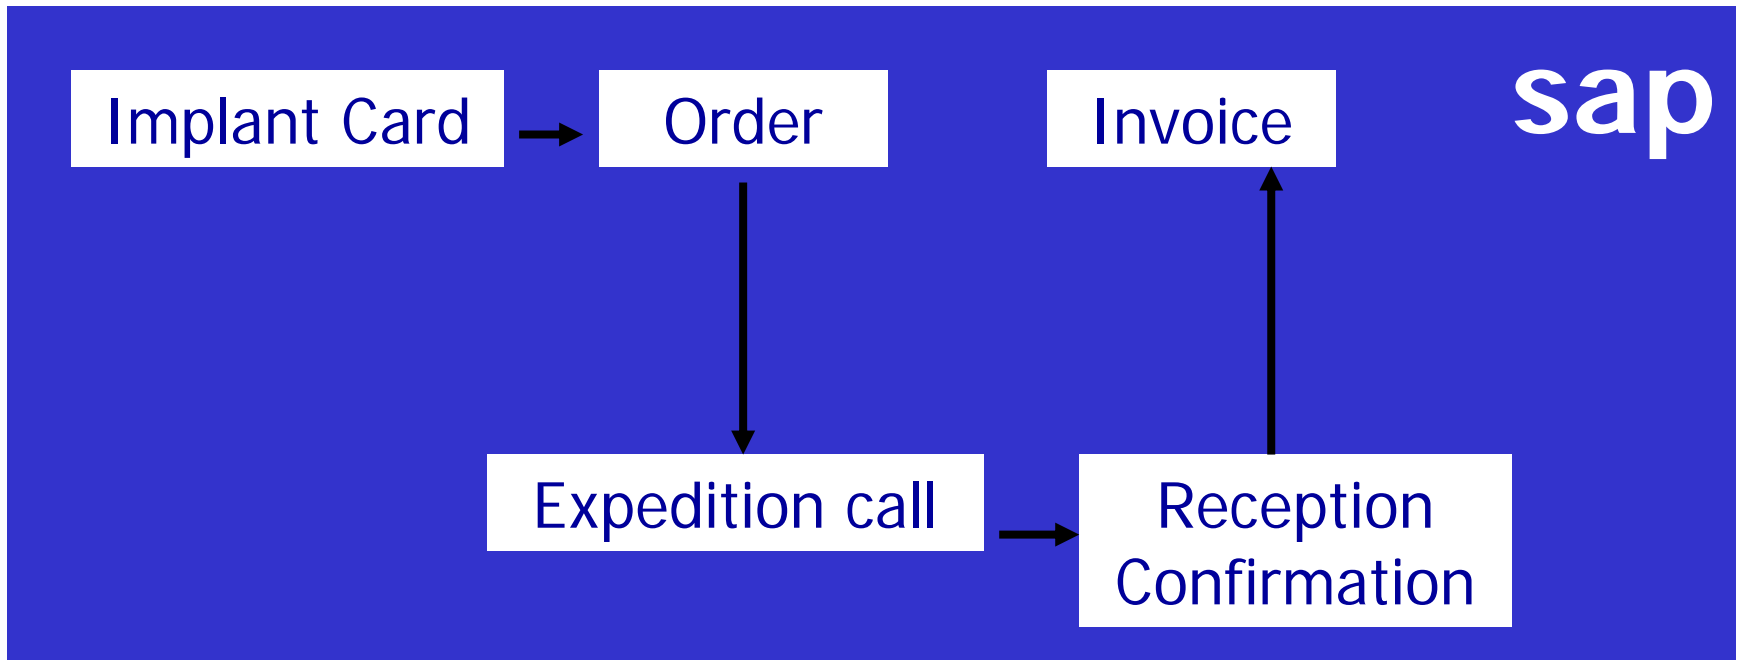 Implant Card
Order
Invoice
sap
Expedition call
Reception
Confirmation